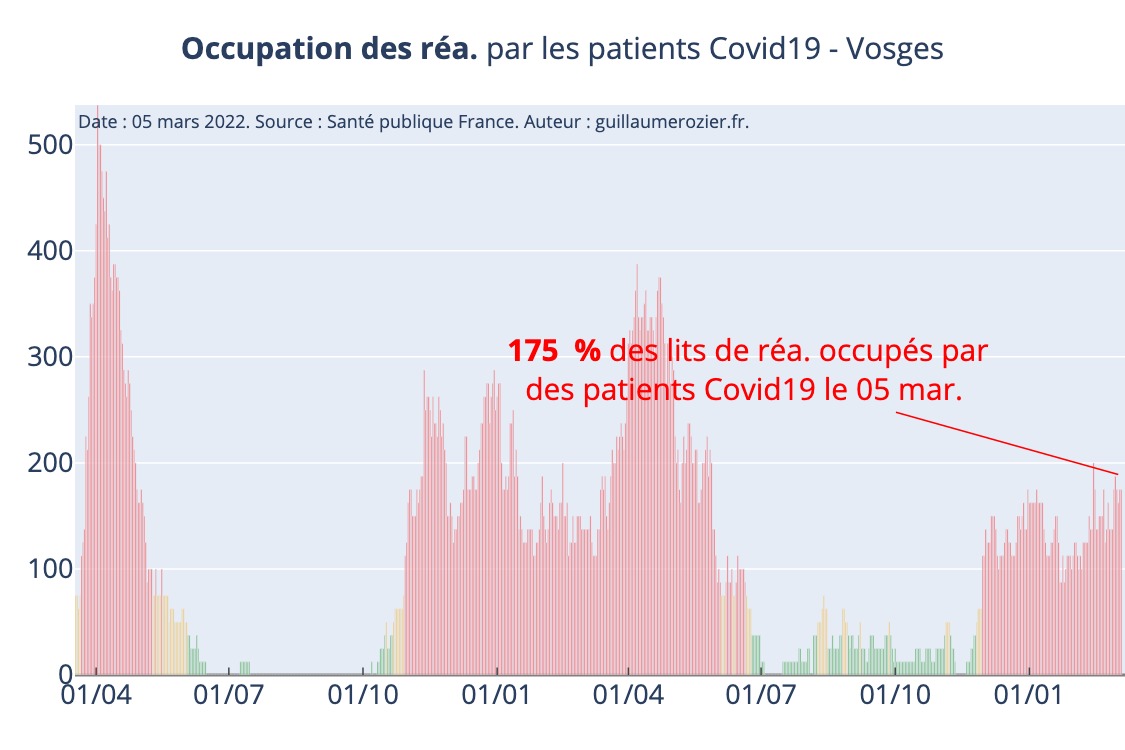 Occupation des réa. par les patients Covid19 - Vosges
Date : 05 mars 2022. Source : Santé publique France. Auteur : guillaumerozier.fr.
500
400
300
200
100
0
175 % des lits de réa. occupés par
des patients Covid19 le 05 mar.
01/04 01/07 01/10 01/01 01/04 01/07 01/10 01/01